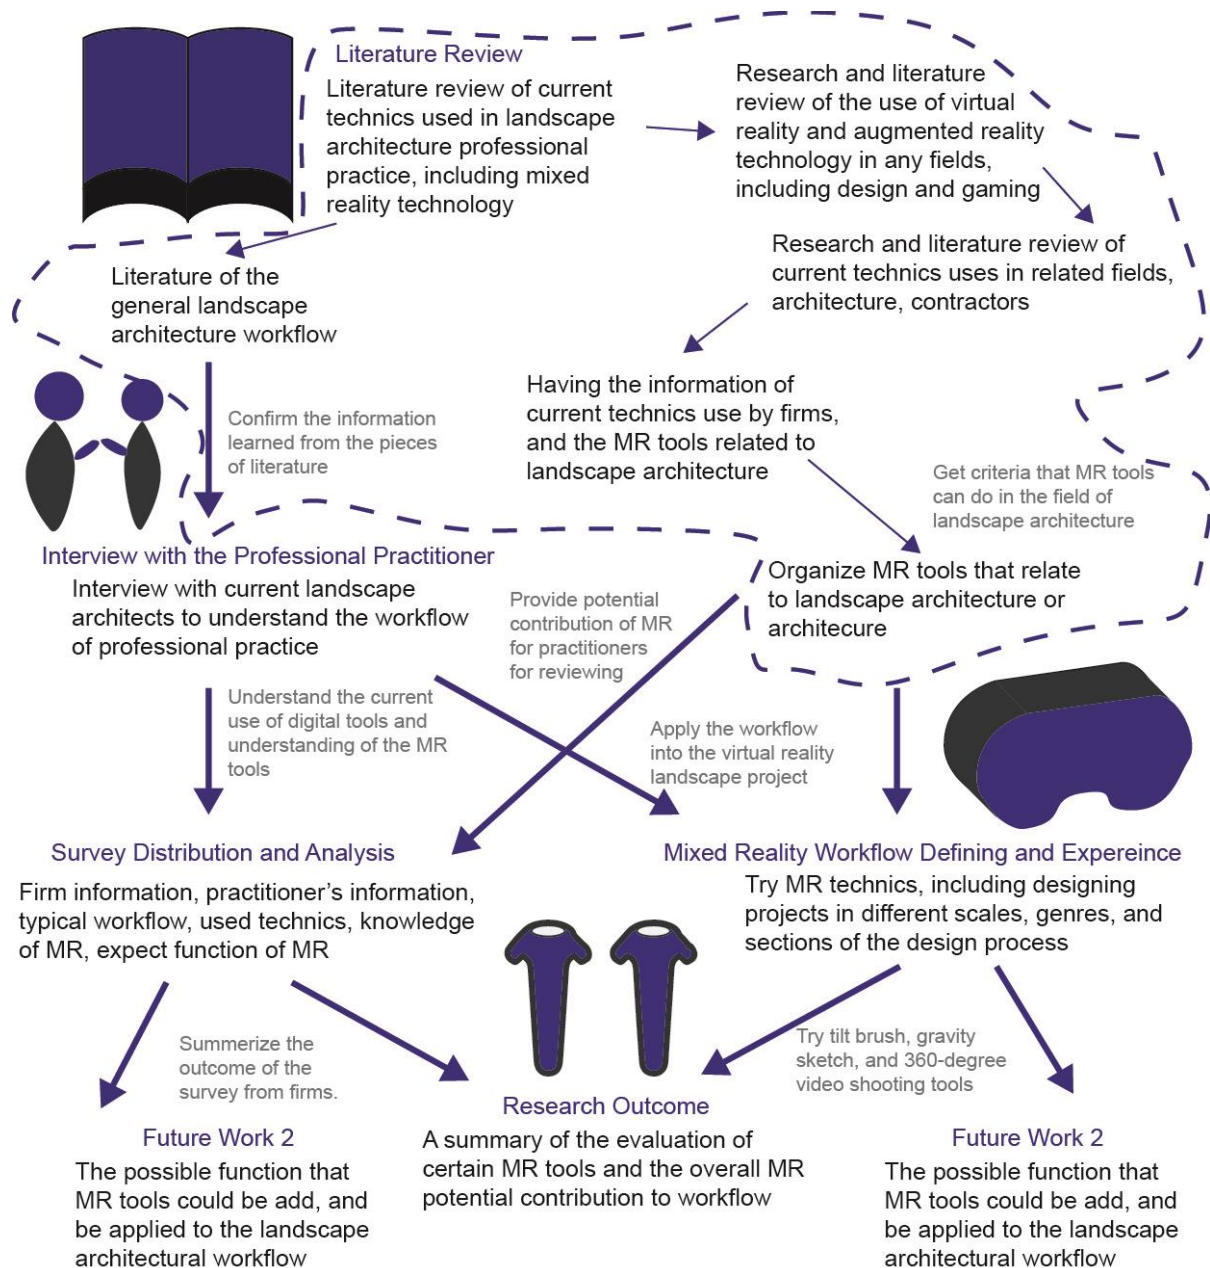 Literature Review
Literature review of current
technics used in landscape
architecture professional
practice, including mixed
reality technology
Research and literature
review of the use of virtual
reality and augmented reality
technology in any fields,
including design and gaming
Research and literature review of
current technics uses in related fields,
architecture, contractors
Literature of the
general landscape
architecture workflow
Having the information of
current technics use by firms,
and the MR tools related to
landscape architecture
Confirm the information
learned from the pieces
of literature
Get criteria that MR tools
can do in the field of
landscape architecture
Interview with the Professional Practitioner
Interview with current landscape
architects to understand the workflow
of professional practice
Provide potential
contribution of MR
for practitioners
for reviewing
Organize MR tools that relate
to landscape architecture or
architecure
Understand the current
use of digital tools and
understanding of the MR
tools
Apply the workflow
into the virtual reality
landscape project
Survey Distribution and Analysis
Firm information, practitioner's information,
typical workflow, used technics, knowledge
of MR, expect function of MR
Mixed Reality Workflow Defining and Expereince
Try MR technics, including designing
projects in different scales, genres, and
sections of the design process
Summerize the
outcome of the
survey from firms.
Try tilt brush, gravity
sketch, and 360-degree
video shooting tools
Future Work 2
The possible function that
MR tools could be add, and
be applied to the landscape
architectural workflow
Research Outcome
A summary of the evaluation of
certain MR tools and the overall MR
potential contribution to workflow
Future Work 2
The possible function that
MR tools could be add, and
be applied to the landscape
architectural workflow